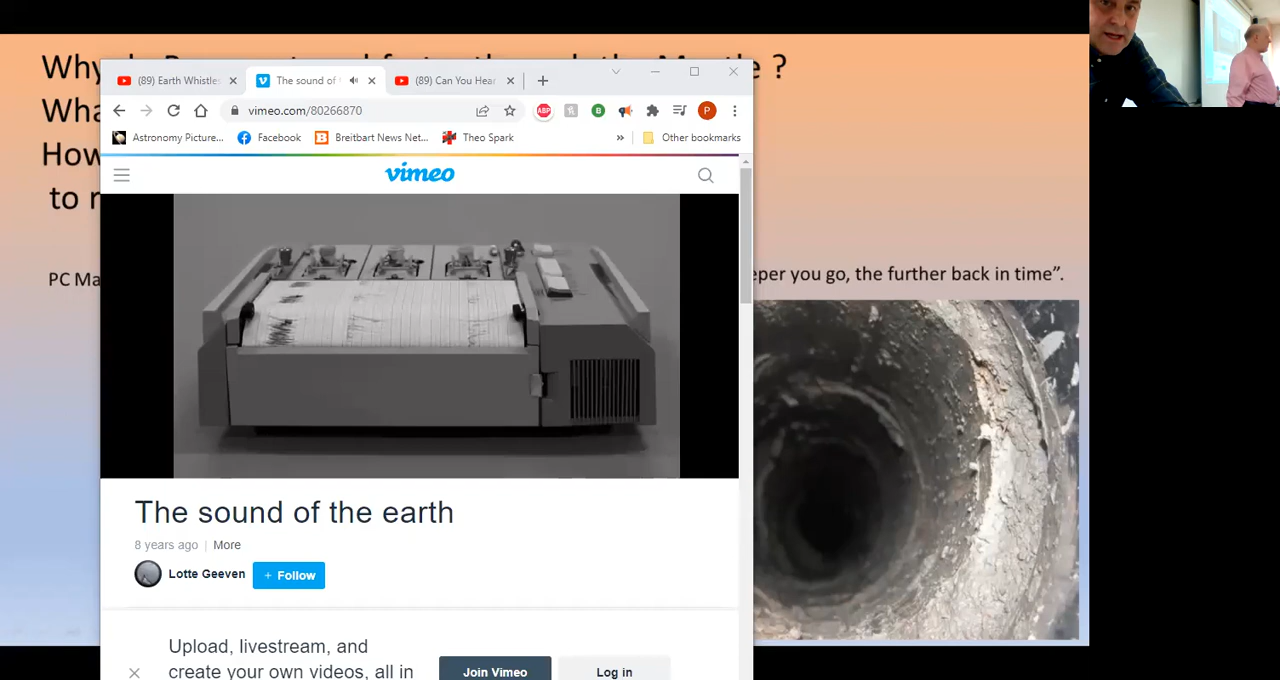 Why
?
Wha
How
to r
PC Ma
eper you go, the further back in time”.
(89) Earth Whistle
The sound of
(89) Can You Hear
vimeo.com/80266870
ABP
P
Astronomy Picture...
Facebook
Breitbart News Net...
Theo Spark
»
Other bookmarks
vimeo
The sound of the earth
8 years ago | More
Lotte Geeven
+ Follow
Upload, livestream, and
create your own videos, all in
Join Vimeo
Log in